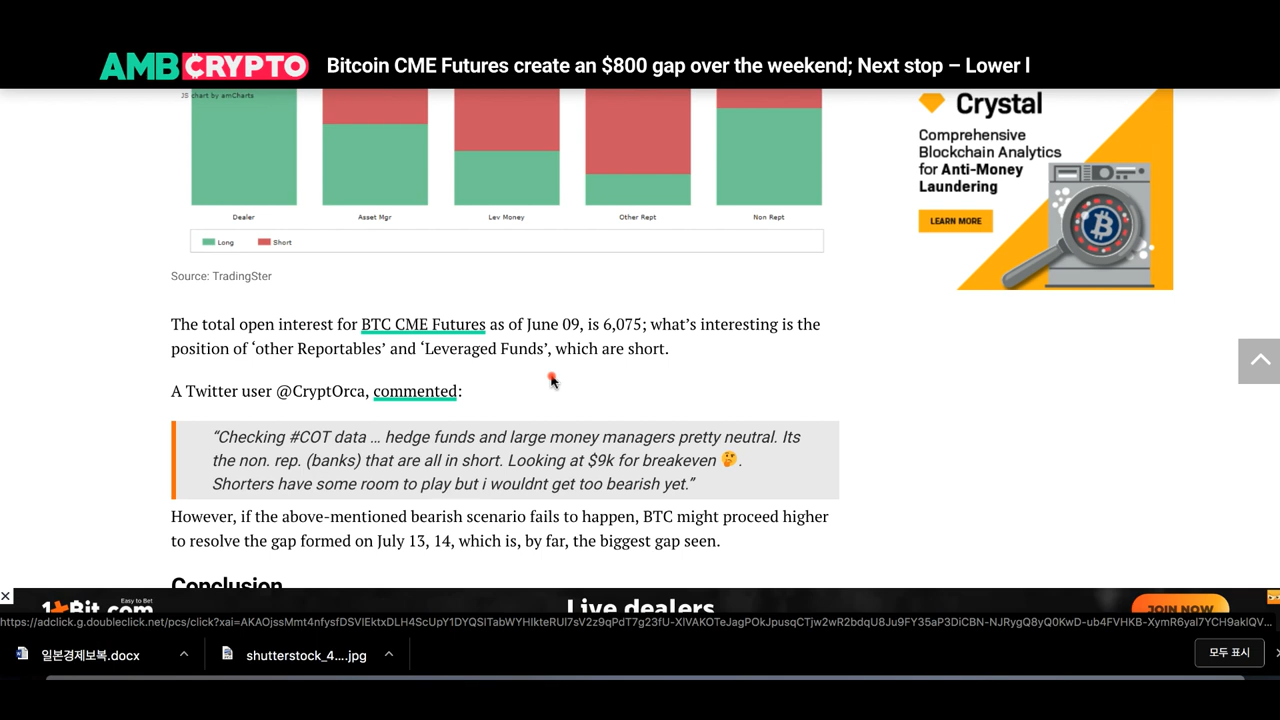 AMBCRYPTO Bitcoin CME Futures create an $800 gap over the weekend; Next stop – Lower l
JS chart by amCharts
Dealer Asset Mgr Lev Money Other Rept Non Rept
Long Short
Source: TradingSter
Crystal
Comprehensive
Blockchain Analytics
for Anti-Money
Laundering
LEARN MORE
The total open interest for BTC CME Futures as of June 09, is 6,075; what’s interesting is the
position of ‘other Reportables’ and ‘Leveraged Funds’, which are short.
A Twitter user @CryptOrca, commented:
“Checking #COT data … hedge funds and large money managers pretty neutral. Its
the non. rep. (banks) that are all in short. Looking at $9k for breakeven 🤔.
Shorters have some room to play but i wouldnt get too bearish yet.”
However, if the above-mentioned bearish scenario fails to happen, BTC might proceed higher
to resolve the gap formed on July 13, 14, which is, by far, the biggest gap seen.
Conclusion
Easy to Bet
1xBit.com Live dealers JOIN NOW
일본경제보복.docx shutterstock_4....jpg 모두 표시